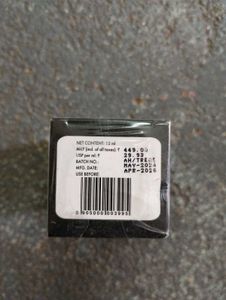 NET CONTENT: 15 ml
MRP (incl. of all taxes): ₹ 449.00
USP per ml: ₹ 29.93
BATCH NO.:
MFG. DATE: MAY-2024
USE BEFORE: APR-2026